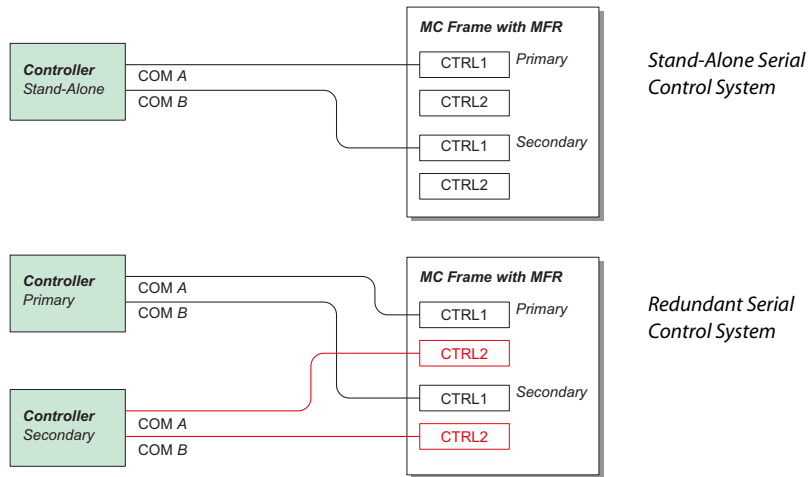 MC Frame with MFR
Controller
Stand-Alone
COM A
COM B
CTRL1
Primary
CTRL2
CTRL1
Secondary
CTRL2
Stand-Alone Serial
Control System
Controller
Primary
COM A
COM B
MC Frame with MFR
CTRL1
Primary
CTRL2
CTRL1
Secondary
CTRL2
Redundant Serial
Control System
Controller
Secondary
COM A
COM B